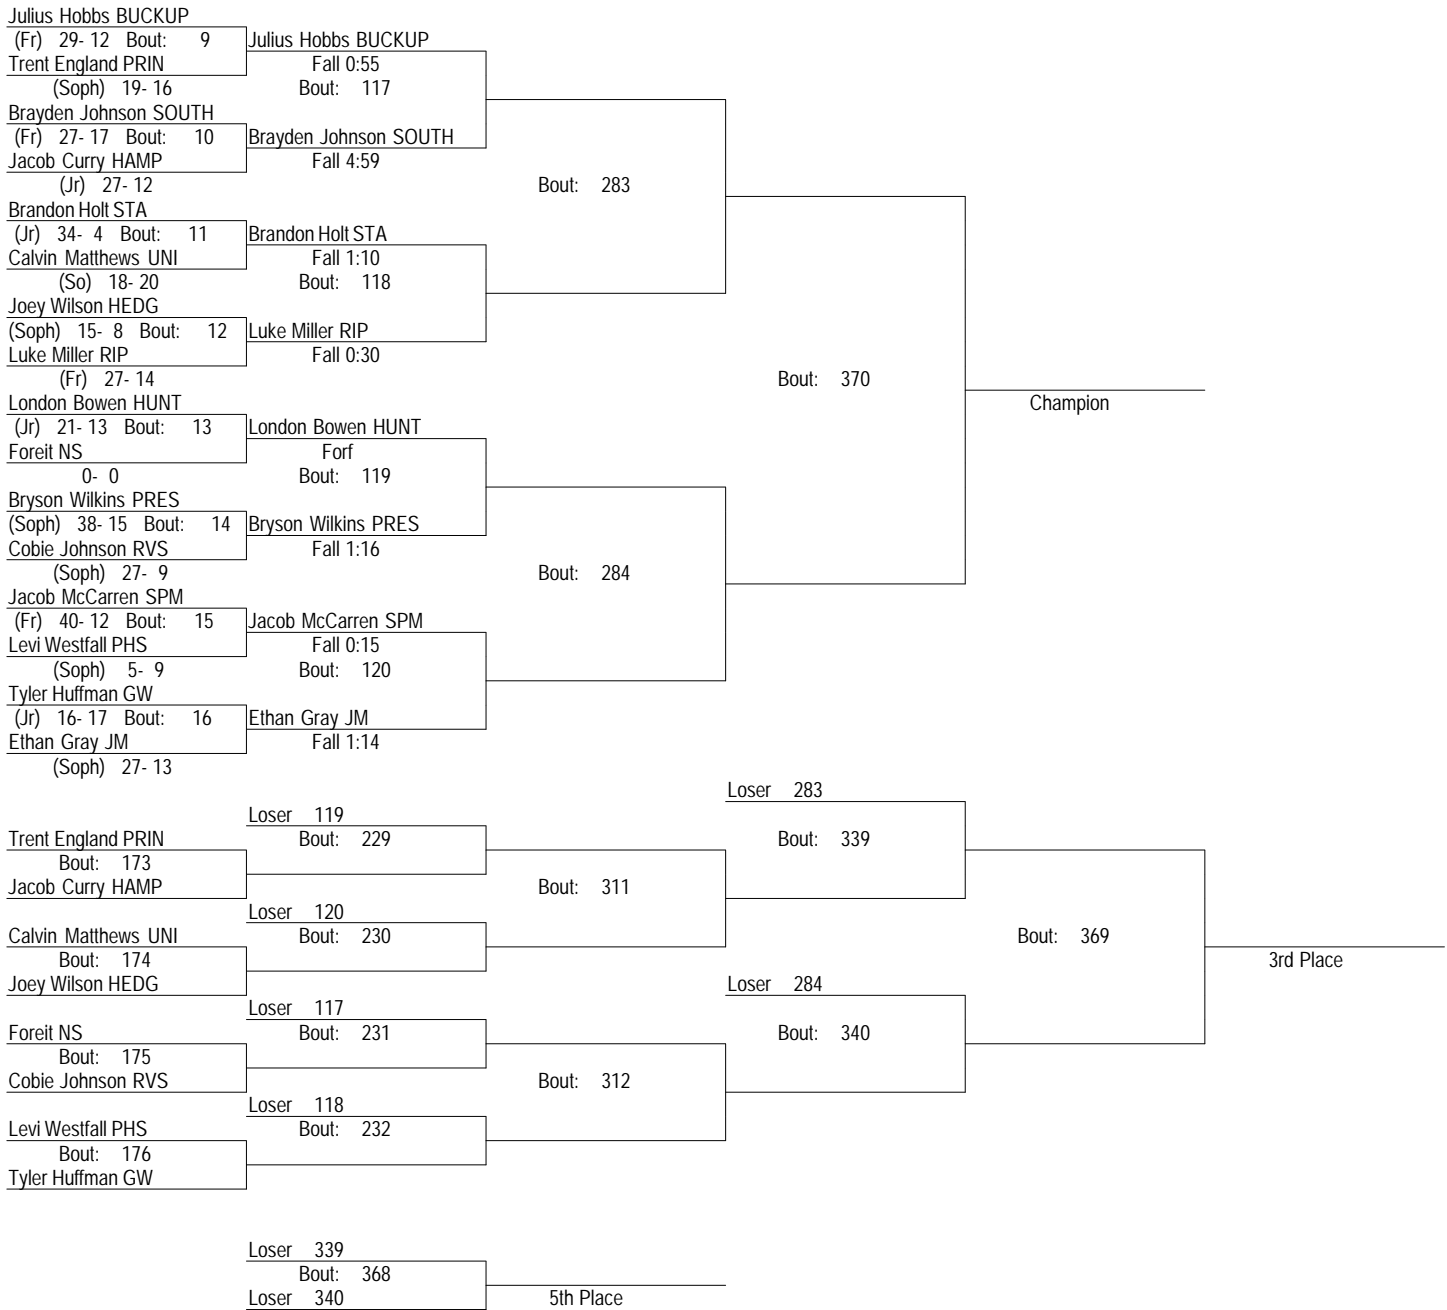 Julius Hobbs BUCKUP
(Fr) 29- 12 Bout: 9 Julius Hobbs BUCKUP
Trent England PRIN Fall 0:55
(Soph) 19- 16 Bout: 117
Brayden Johnson SOUTH
(Fr) 27- 17 Bout: 10 Brayden Johnson SOUTH
Jacob Curry HAMP Fall 4:59
(Jr) 27- 12 Bout: 283
Brandon Holt STA
(Jr) 34- 4 Bout: 11 Brandon Holt STA
Calvin Matthews UNI Fall 1:10
(So) 18- 20 Bout: 118
Joey Wilson HEDG
(Soph) 15- 8 Bout: 12 Luke Miller RIP
Luke Miller RIP Fall 0:30
(Fr) 27- 14 Bout: 370
London Bowen HUNT Champion
(Jr) 21- 13 Bout: 13 London Bowen HUNT
Foreit NS Forf
0- 0 Bout: 119
Bryson Wilkins PRES
(Soph) 38- 15 Bout: 14 Bryson Wilkins PRES
Cobie Johnson RVS Fall 1:16
(Soph) 27- 9 Bout: 284
Jacob McCarren SPM
(Fr) 40- 12 Bout: 15 Jacob McCarren SPM
Levi Westfall PHS Fall 0:15
(Soph) 5- 9 Bout: 120
Tyler Huffman GW
(Jr) 16- 17 Bout: 16 Ethan Gray JM
Ethan Gray JM Fall 1:14
(Soph) 27- 13
Loser 283
Loser 119
Trent England PRIN Bout: 229 Bout: 339
Bout: 173
Jacob Curry HAMP Bout: 311
Loser 120
Calvin Matthews UNI Bout: 230 Bout: 369
Bout: 174 3rd Place
Joey Wilson HEDG Loser 284
Loser 117
Foreit NS Bout: 231 Bout: 340
Bout: 175
Cobie Johnson RVS Bout: 312
Loser 118
Levi Westfall PHS Bout: 232
Bout: 176
Tyler Huffman GW
Loser 339
Bout: 368
Loser 340 5th Place